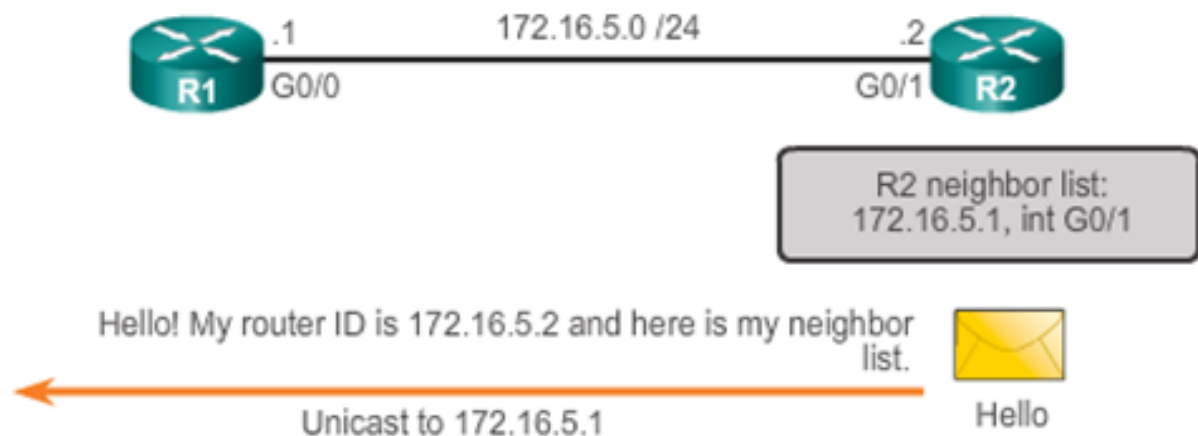 .1
172.16.5.0 /24
.2
R1
G0/0
G0/1
R2
R2 neighbor list:
172.16.5.1, int G0/1
Hello! My router ID is 172.16.5.2 and here is my neighbor
list.
Unicast to 172.16.5.1
Hello